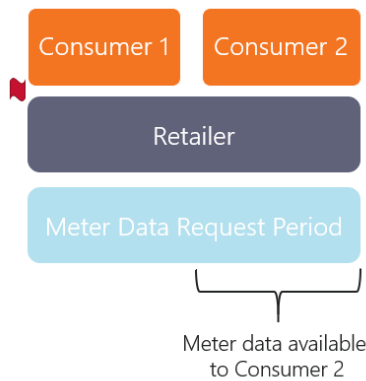 Consumer 1 Consumer 2
Retailer
Meter Data Request Period
Meter data available
to Consumer 2